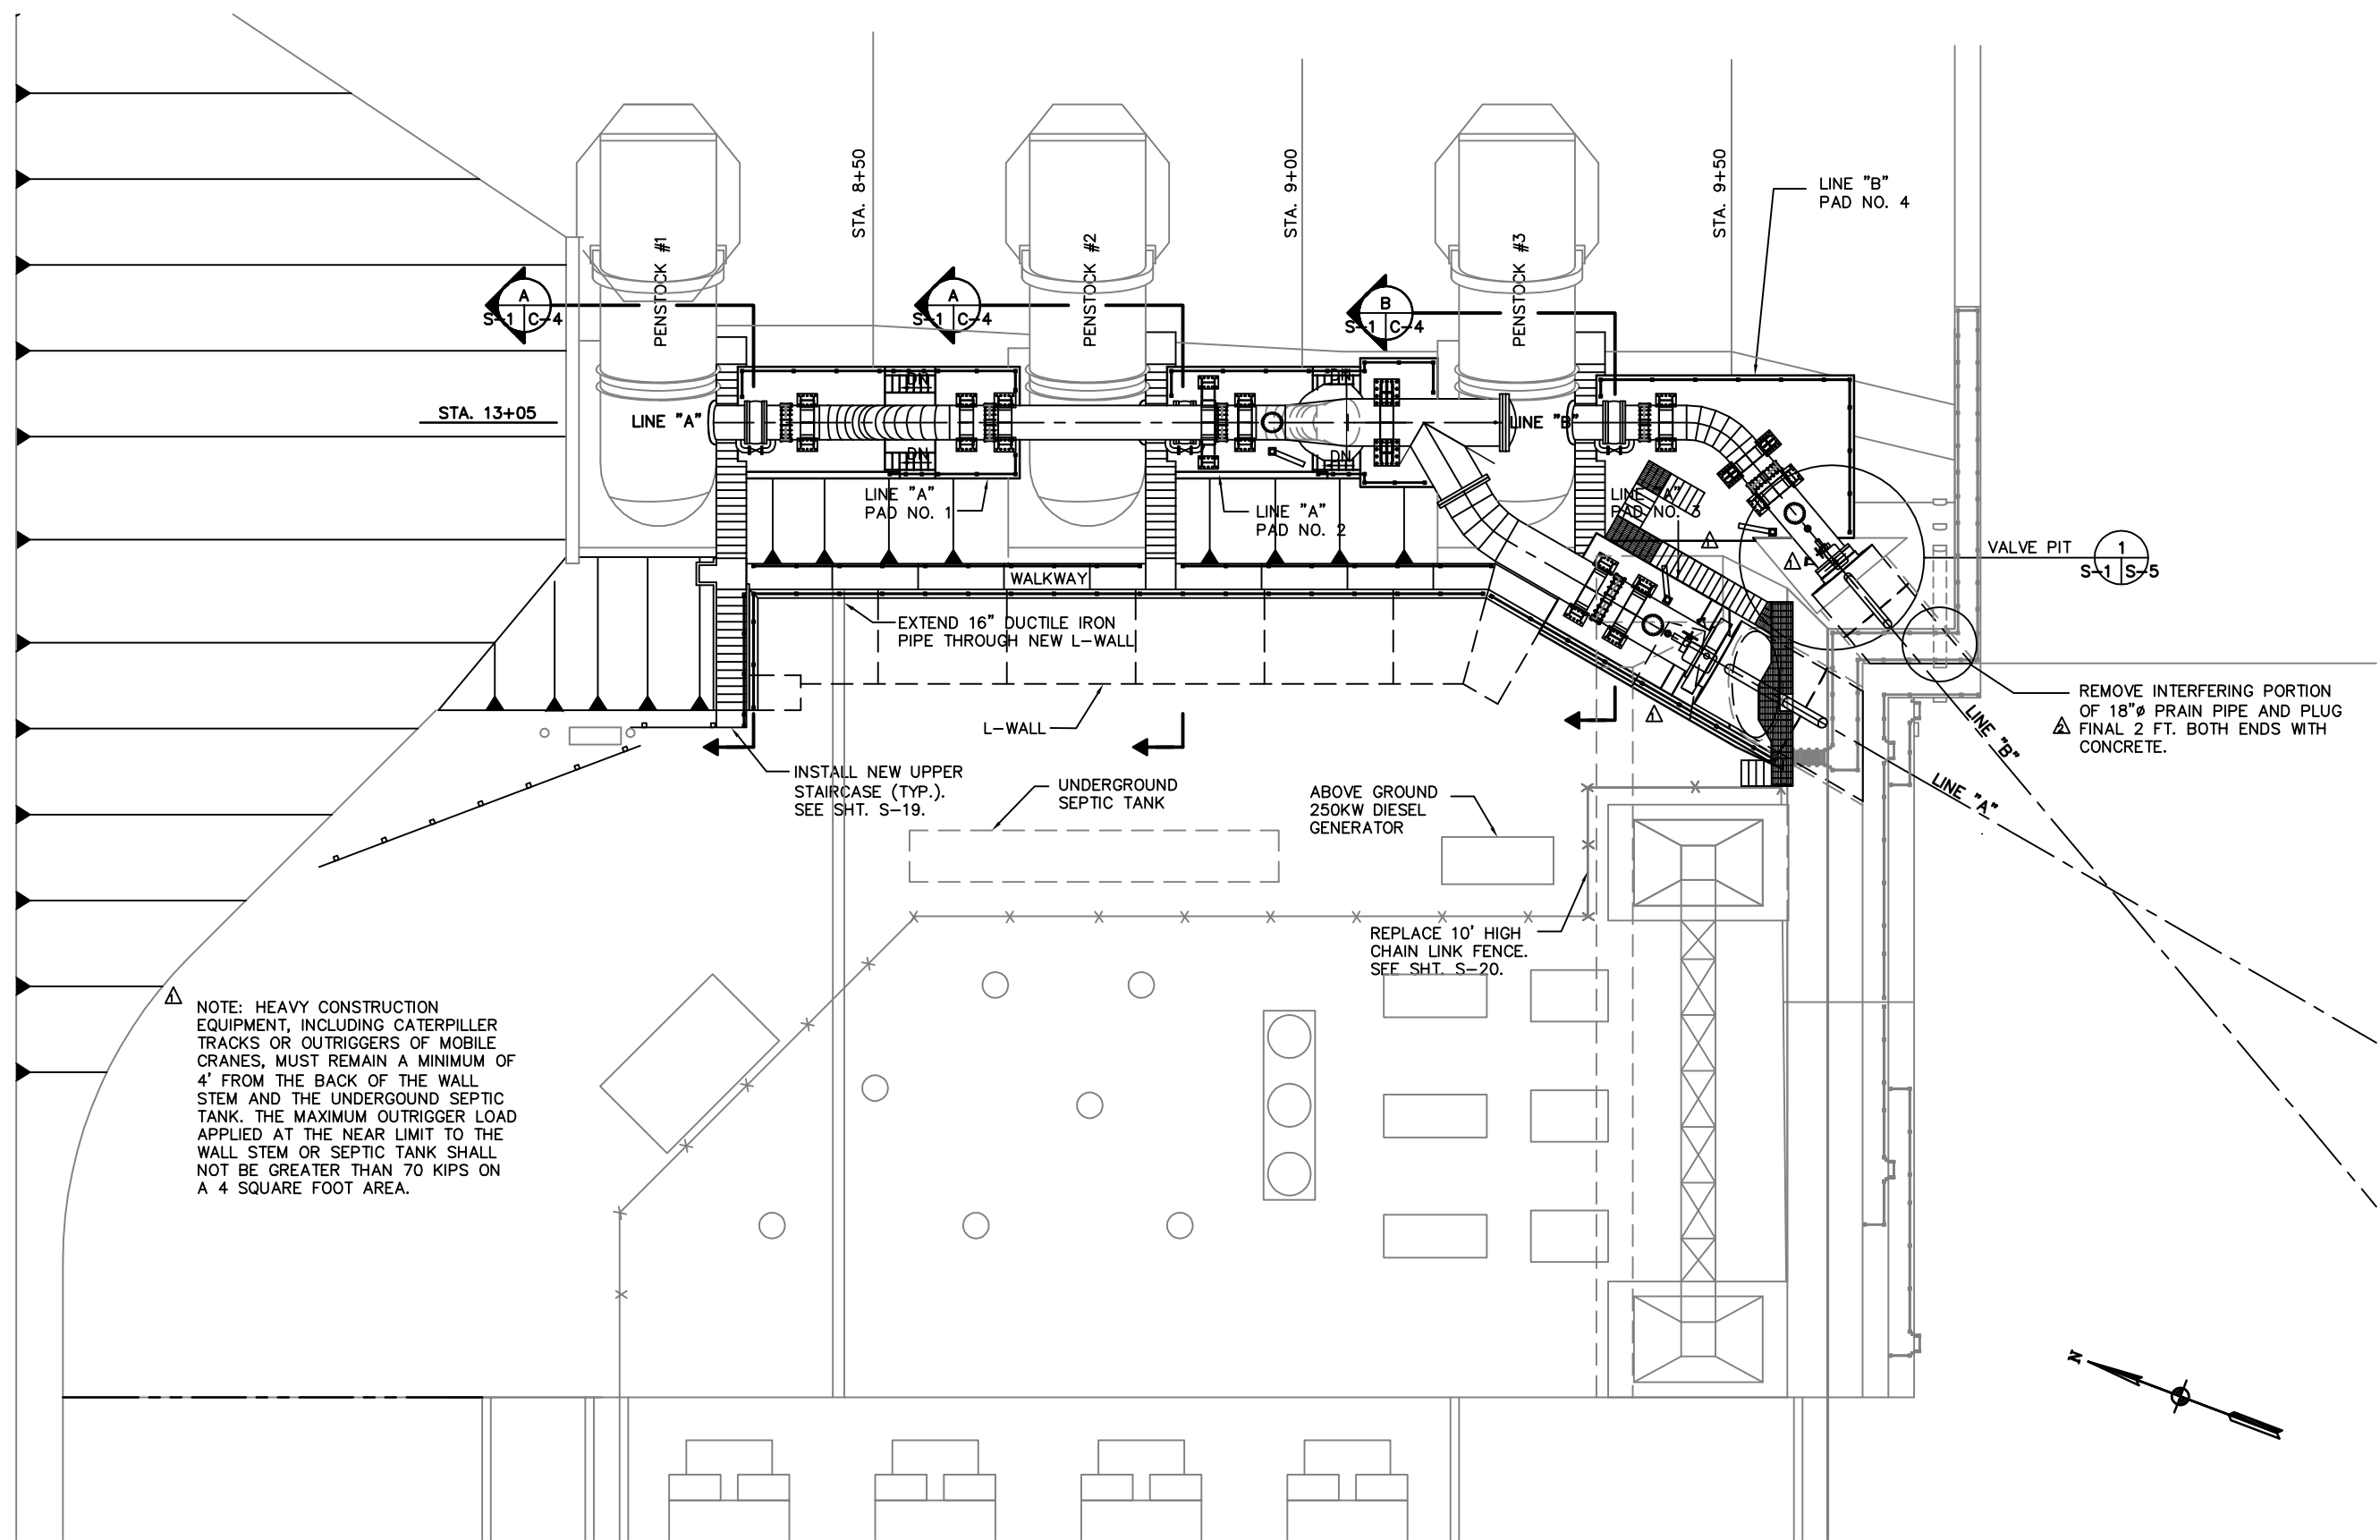 STA. 8+50
STA. 9+00
STA. 9+50
LINE "B"
PAD NO. 4
PENSTOCK #1
PENSTOCK #2
PENSTOCK #3
A
S-1 C-4
A
S-1 C-4
B
S-1 C-4
DN
DN
STA. 13+05
LINE "A"
LINE "B"
DN
DN
LINE "A"
PAD NO. 1
LINE "A"
PAD NO. 2
LINE "A"
PAD NO. 3
1
1
VALVE PIT
1
S-1 S-5
WALKWAY
EXTEND 16" DUCTILE IRON
PIPE THROUGH NEW L-WALL
L-WALL
1
REMOVE INTERFERING PORTION
OF 18"ø PRAIN PIPE AND PLUG
2 FINAL 2 FT. BOTH ENDS WITH
CONCRETE.
LINE "B"
LINE "A"
INSTALL NEW UPPER
STAIRCASE (TYP.).
SEE SHT. S-19.
UNDERGROUND
SEPTIC TANK
ABOVE GROUND
250KW DIESEL
GENERATOR
REPLACE 10' HIGH
CHAIN LINK FENCE.
SEE SHT. S-20.
1
NOTE: HEAVY CONSTRUCTION
EQUIPMENT, INCLUDING CATERPILLER
TRACKS OR OUTRIGGERS OF MOBILE
CRANES, MUST REMAIN A MINIMUM OF
4' FROM THE BACK OF THE WALL
STEM AND THE UNDERGOUND SEPTIC
TANK. THE MAXIMUM OUTRIGGER LOAD
APPLIED AT THE NEAR LIMIT TO THE
WALL STEM OR SEPTIC TANK SHALL
NOT BE GREATER THAN 70 KIPS ON
A 4 SQUARE FOOT AREA.
N